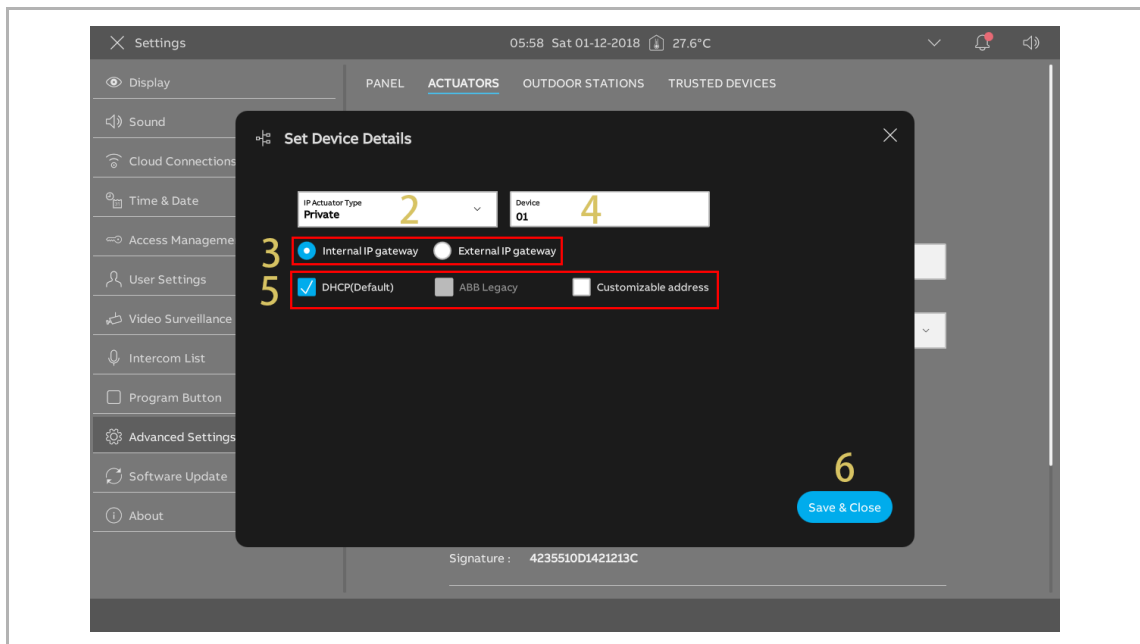 Settings
05:58 Sat 01-12-2018 27.6°C
Display
PANEL ACTUATORS OUTDOOR STATIONS TRUSTED DEVICES
Sound
Set Device Details
Cloud Connections
Time & Date
IP Actuator Type
Private
2
Device
01
4
Access Manageme
3
Internal IP gateway
External IP gateway
User Settings
5
DHCP(Default)
ABB Legacy
Customizable address
Video Surveillance
Intercom List
Program Button
Advanced Settings
6
Software Update
Save & Close
About
Signature : 4235510D1421213C